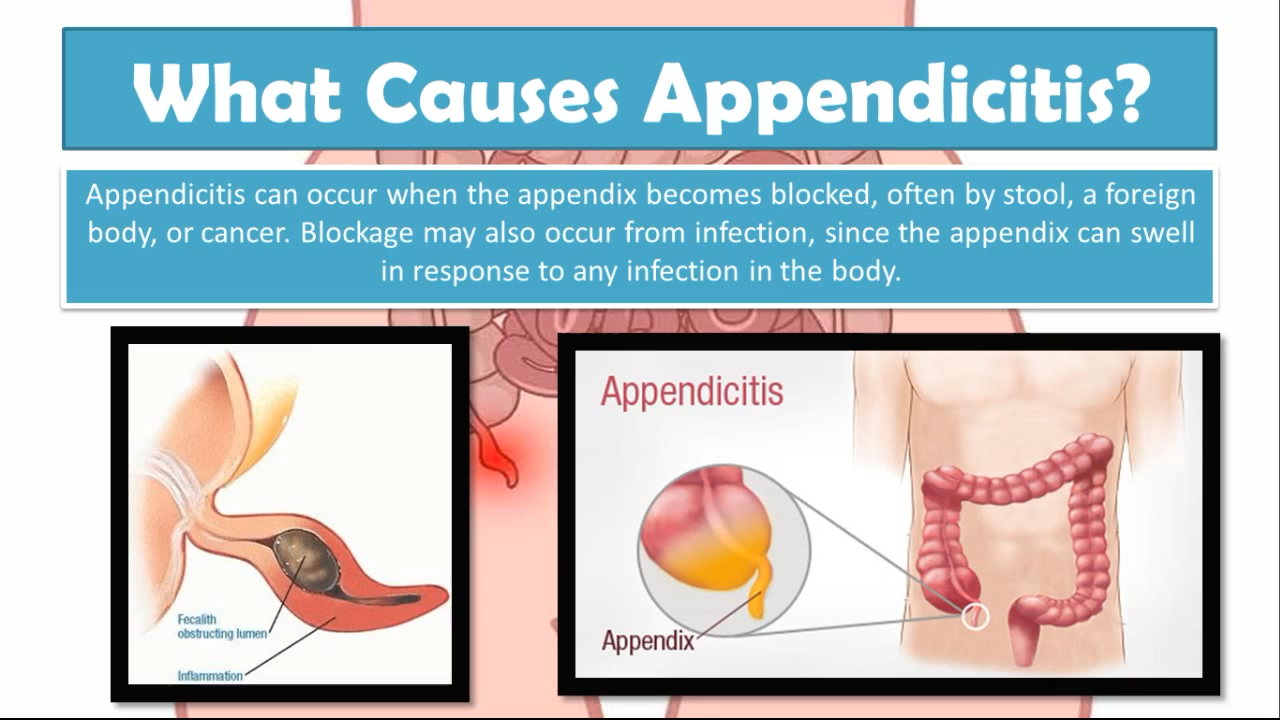 What Causes Appendicitis?
Appendicitis can occur when the appendix becomes blocked, often by stool, a foreign
body, or cancer. Blockage may also occur from infection, since the appendix can swell
in response to any infection in the body.
Fecalith
obstructing lumen
Inflammation
Appendicitis
Appendix